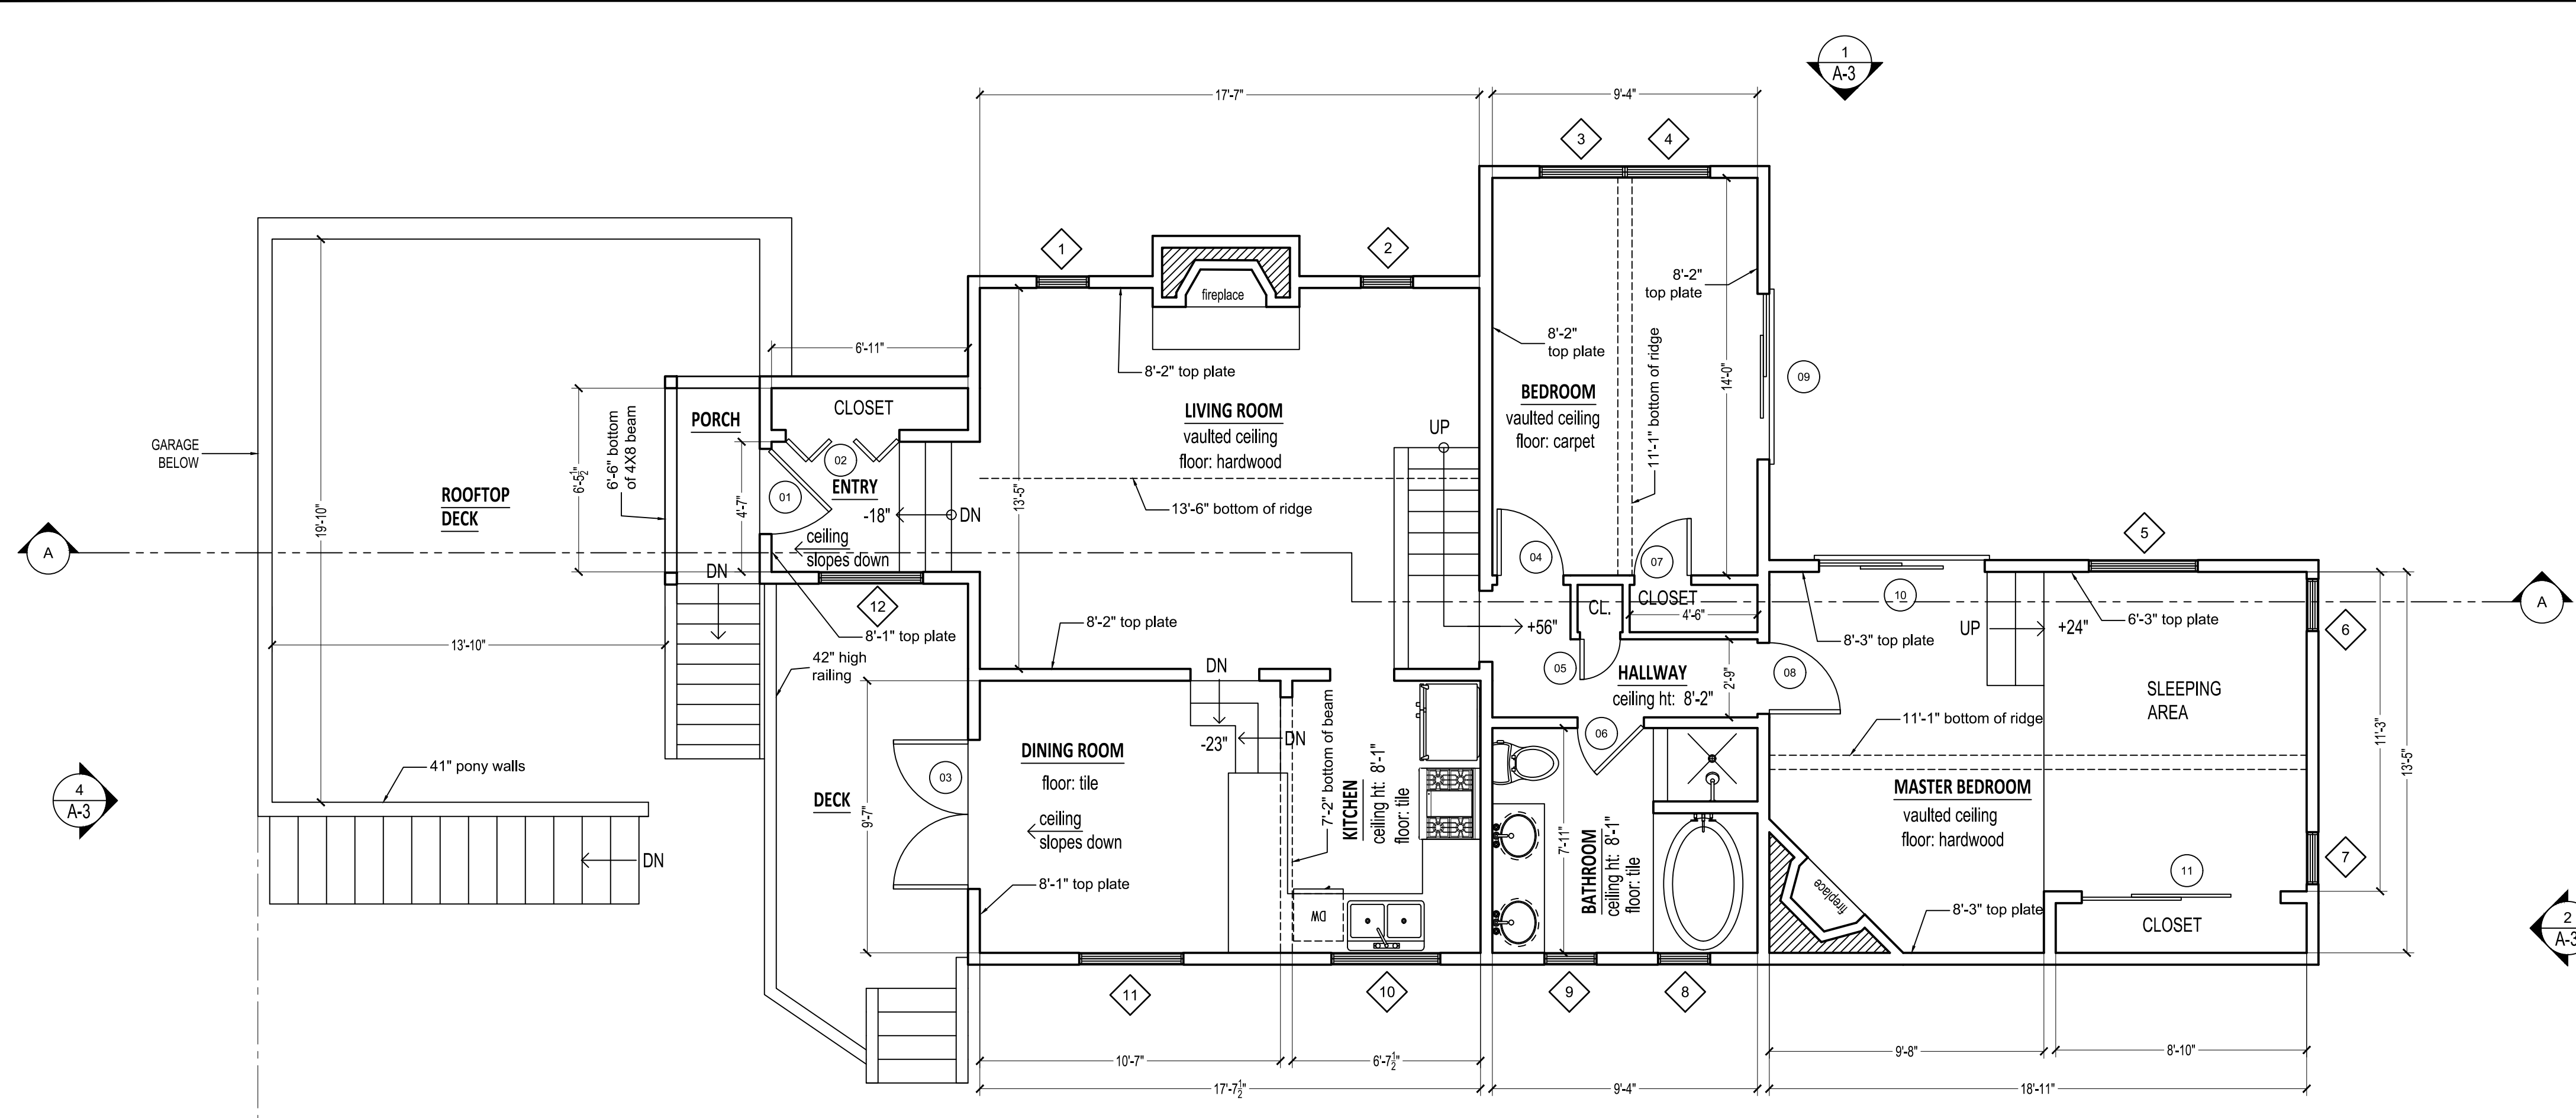 1
A-3
17'-7"
9'-4"
3
4
1
2
fireplace
8'-2"
top plate
8'-2"
top plate
11'-1" bottom of ridge
14'-0"
09
6'-11"
8'-2" top plate
BEDROOM
vaulted ceiling
floor: carpet
CLOSET
PORCH
LIVING ROOM
vaulted ceiling
floor: hardwood
UP
GARAGE
BELOW
6'-6" bottom
of 4X8 beam
6'-5½"
02
01
ENTRY
4'-7"
-18"
DN
13'-5"
13'-6" bottom of ridge
ROOFTOP
DECK
19'-10"
ceiling
slopes down
A
DN
04
07
5
10
A
12
CL.
CLOSET
4'-6"
+56"
8'-1" top plate
8'-2" top plate
UP
+24"
6'-3" top plate
8'-3" top plate
6
13'-10"
42" high
railing
DN
05
HALLWAY
ceiling ht: 8'-2"
2'-9"
08
SLEEPING
AREA
11'-1" bottom of ridge
11'-3"
13'-5"
DINING ROOM
floor: tile
-23"
DN
7'-2" bottom of beam
KITCHEN
ceiling ht: 8'-1"
floor: tile
06
41" pony walls
4
A-3
DECK
03
9'-7"
ceiling
slopes down
8'-1" top plate
7'-11"
BATHROOM
ceiling ht: 8'-1"
floor: tile
MASTER BEDROOM
vaulted ceiling
floor: hardwood
DN
fireplace
11
7
8'-3" top plate
CLOSET
DW
2
A-3
11
10
9
8
10'-7"
6'-7½"
9'-8"
8'-10"
17'-7½"
9'-4"
18'-11"